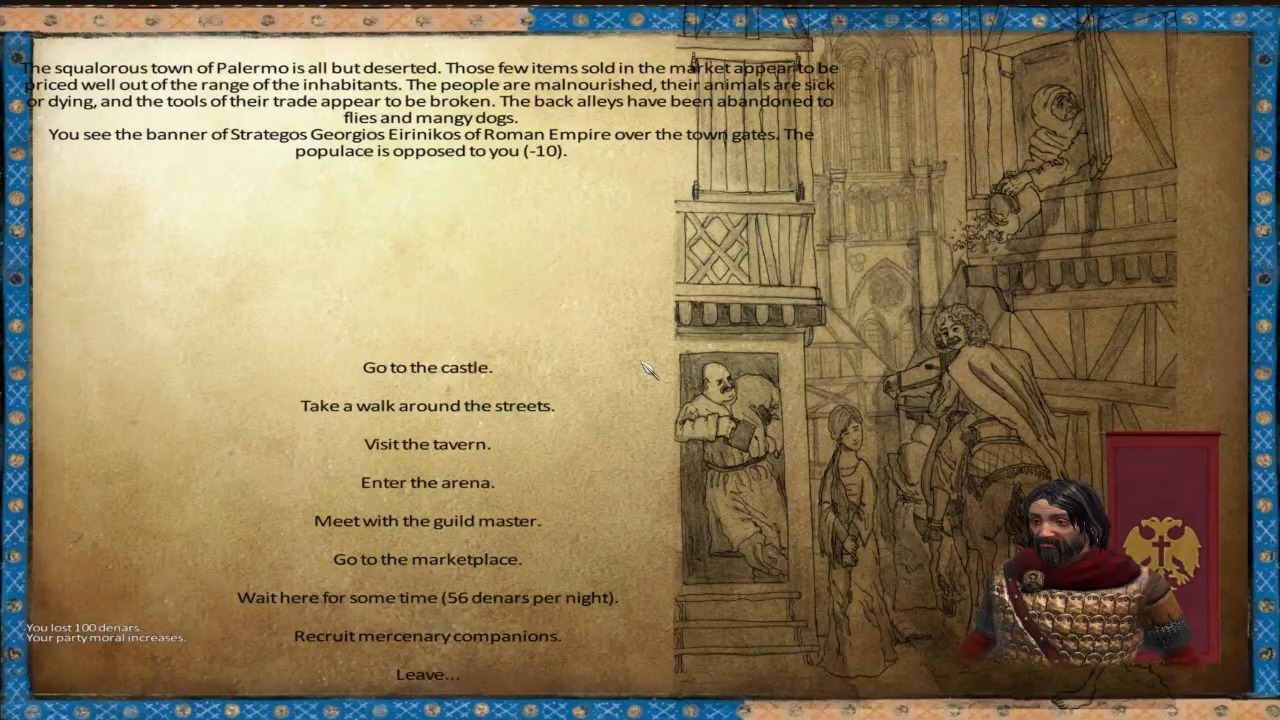 The squalorous town of Palermo is all but deserted. Those few items sold in the market appear to be
priced well out of the range of the inhabitants. The people are malnourished, their animals are sick
or dying, and the tools of their trade appear to be broken. The back alleys have been abandoned to
flies and mangy dogs.
You see the banner of Strategos Georgios Eirinikos of Roman Empire over the town gates. The
populace is opposed to you (-10).
Go to the castle.
Take a walk around the streets.
Visit the tavern.
Enter the arena.
Meet with the guild master.
Go to the marketplace.
Wait here for some time (56 denars per night).
You lost 100 denars.
Your party moral increases.
Recruit mercenary companions.
Leave...